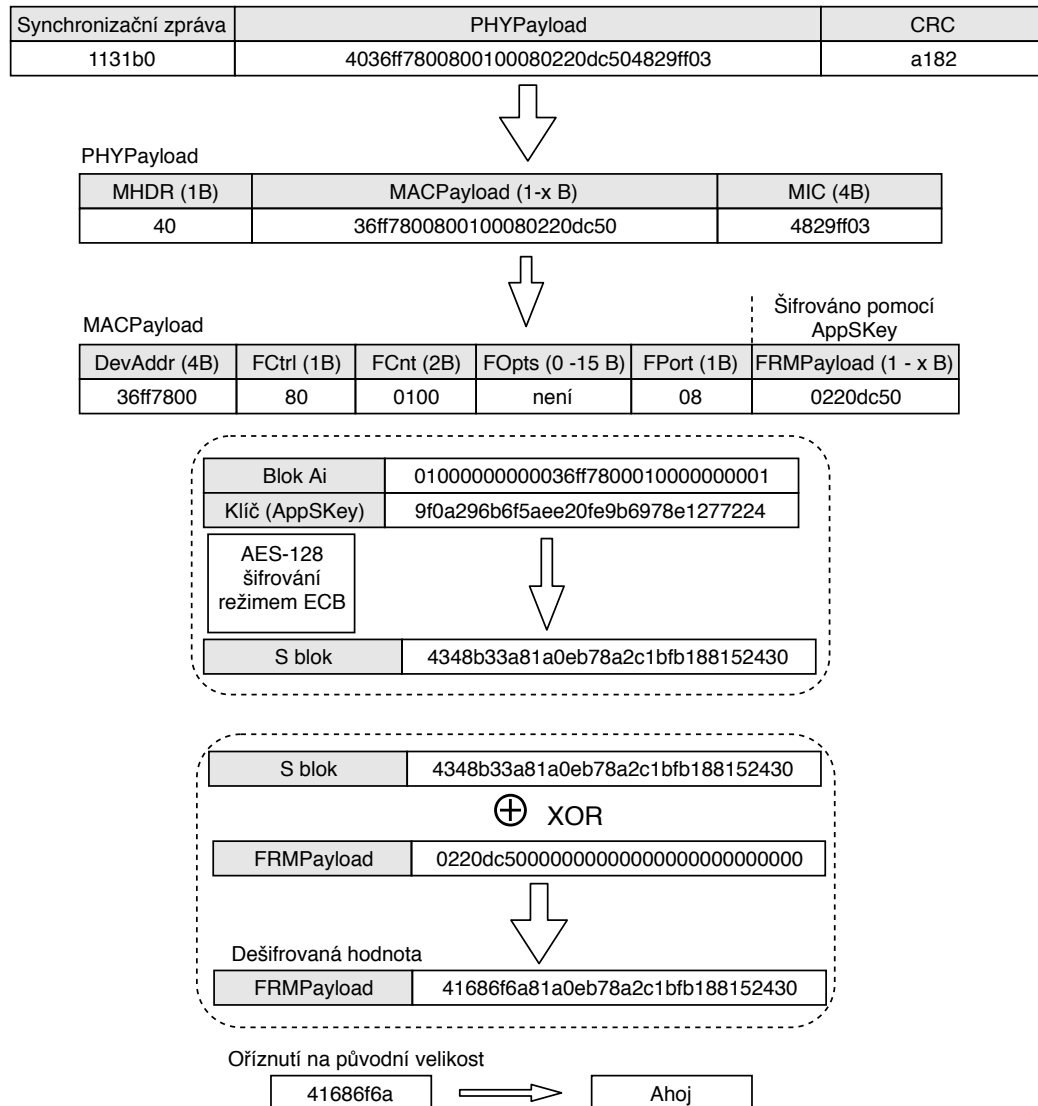 Synchronizační zpráva PHYPayload CRC
1131b0 4036ff7800800100080220dc504829ff03 a182
PHYPayload
MHDR (1B) MACPayload (1-x B) MIC (4B)
40 36ff7800800100080220dc50 4829ff03
Šifrováno pomocí
AppSKey
MACPayload
DevAddr (4B) FCtrl (1B) FCnt (2B) FOpts (0 -15 B) FPort (1B) FRMPayload (1 - x B)
36ff7800 80 0100 není 08 0220dc50
Blok Ai 01000000000036ff7800010000000001
Klíč (AppSKey) 9f0a296b6f5aee20fe9b6978e1277224
AES-128
šifrování
režimem ECB
S blok 4348b33a81a0eb78a2c1bfb188152430
S blok 4348b33a81a0eb78a2c1bfb188152430
XOR
FRMPayload 0220dc50000000000000000000000000
Dešifrovaná hodnota
FRMPayload 41686f6a81a0eb78a2c1bfb188152430
Oříznutí na původní velikost
41686f6a Ahoj